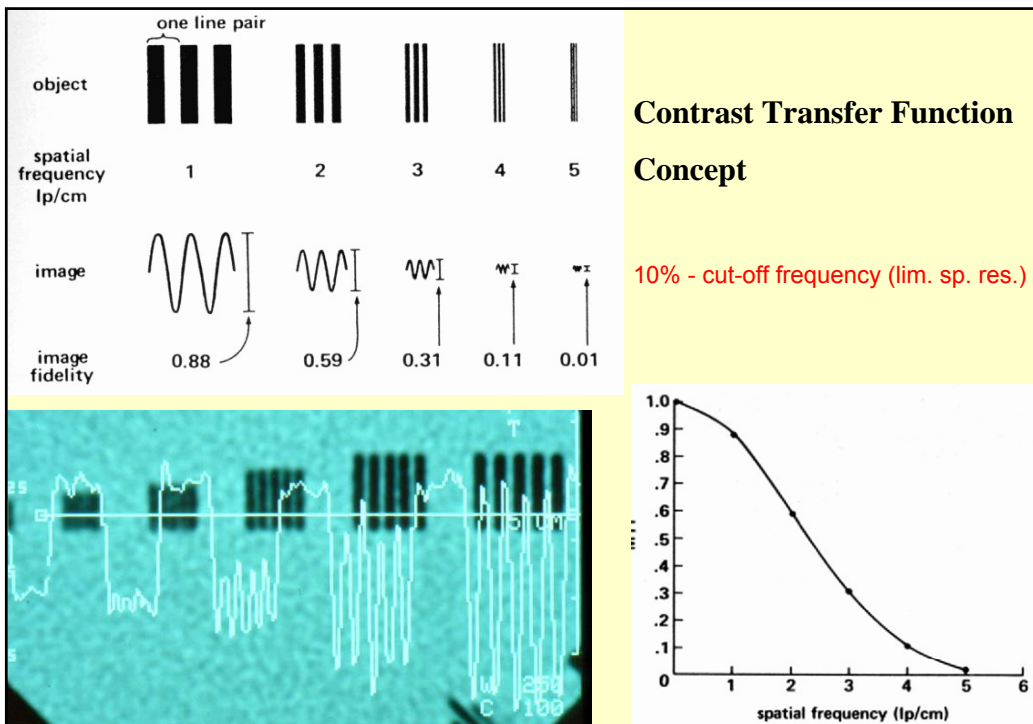 one line pair
object
spatial
frequency
lp/cm
1 2 3 4 5
image
image
fidelity
0.88 0.59 0.31 0.11 0.01
Contrast Transfer Function
Concept
10% - cut-off frequency (lim. sp. res.)
T
25
5
W 250
C 100
1.0
.9
.8
.7
.6
.5
.4
.3
.2
.1
0
1 2 3 4 5 6
spatial frequency (lp/cm)